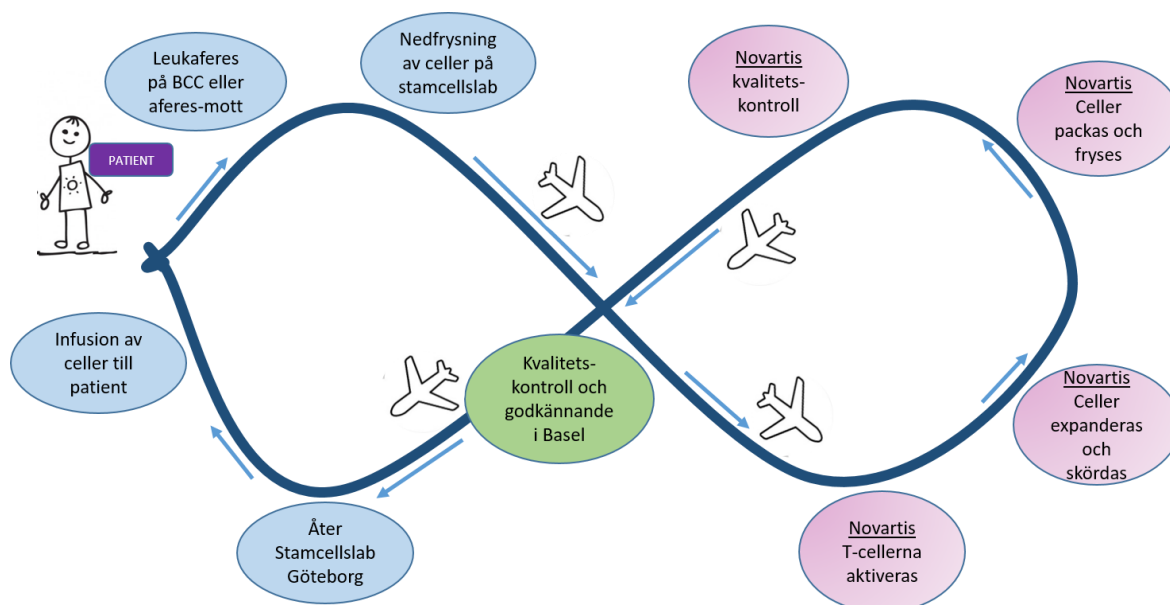 Leukaferes
på BCC eller
aferes-mott
Nedfrysning
av celler på
stamcellslab
Novartis
kvalitets-
kontroll
Novartis
Celler
packas och
fryses
PATIENT
Infusion av
celler till
patient
Kvalitets-
kontroll och
godkännande
i Basel
Novartis
Celler
expanderas
och
skördas
Åter
Stamcellslab
Göteborg
Novartis
T-cellerna
aktiveras